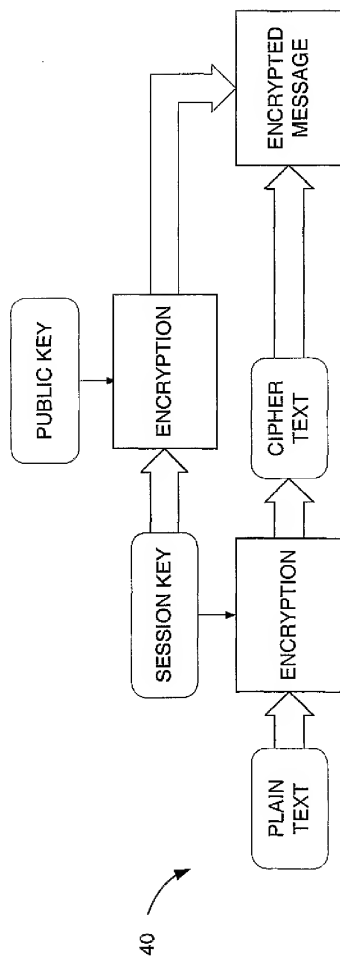 PUBLIC KEY
SESSION KEY
ENCRYPTION
PLAIN
TEXT
ENCRYPTION
CIPHER
TEXT
ENCRYPTED
MESSAGE
40